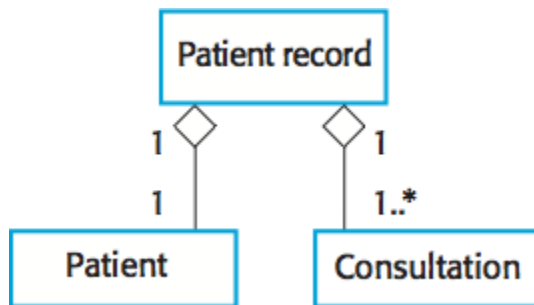 Patient record
1 1
1 1..*
Patient Consultation